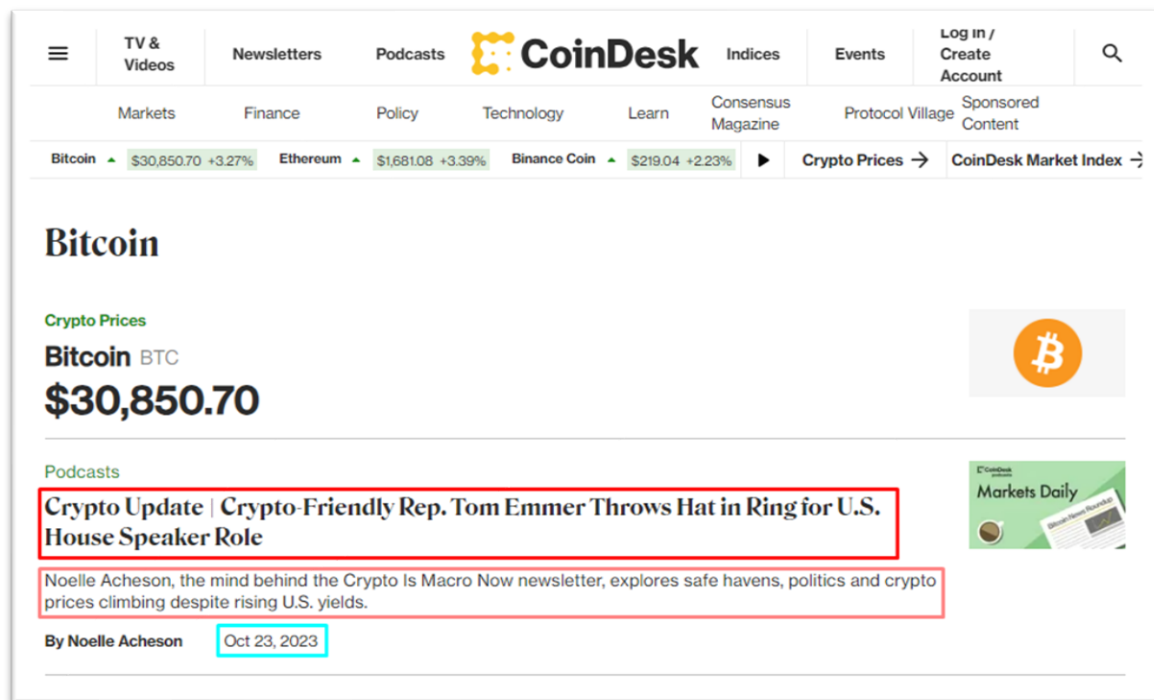 TV &
Videos
Newsletters
Podcasts
CoinDesk
Indices
Events
Log in /
Create
Account
Markets
Finance
Policy
Technology
Learn
Consensus
Magazine
Protocol Village
Sponsored
Content
Bitcoin $30,850.70 +3.27%
Ethereum $1,681.08 +3.39%
Binance Coin $219.04 +2.23%
Crypto Prices →
CoinDesk Market Index →
Bitcoin
Crypto Prices
Bitcoin BTC
$30,850.70
Podcasts
Crypto Update | Crypto-Friendly Rep. Tom Emmer Throws Hat in Ring for U.S.
House Speaker Role
Noelle Acheson, the mind behind the Crypto Is Macro Now newsletter, explores safe havens, politics and crypto
prices climbing despite rising U.S. yields.
By Noelle Acheson
Oct 23, 2023
CoinDesk
Markets Daily
Bitcoin News Roundup